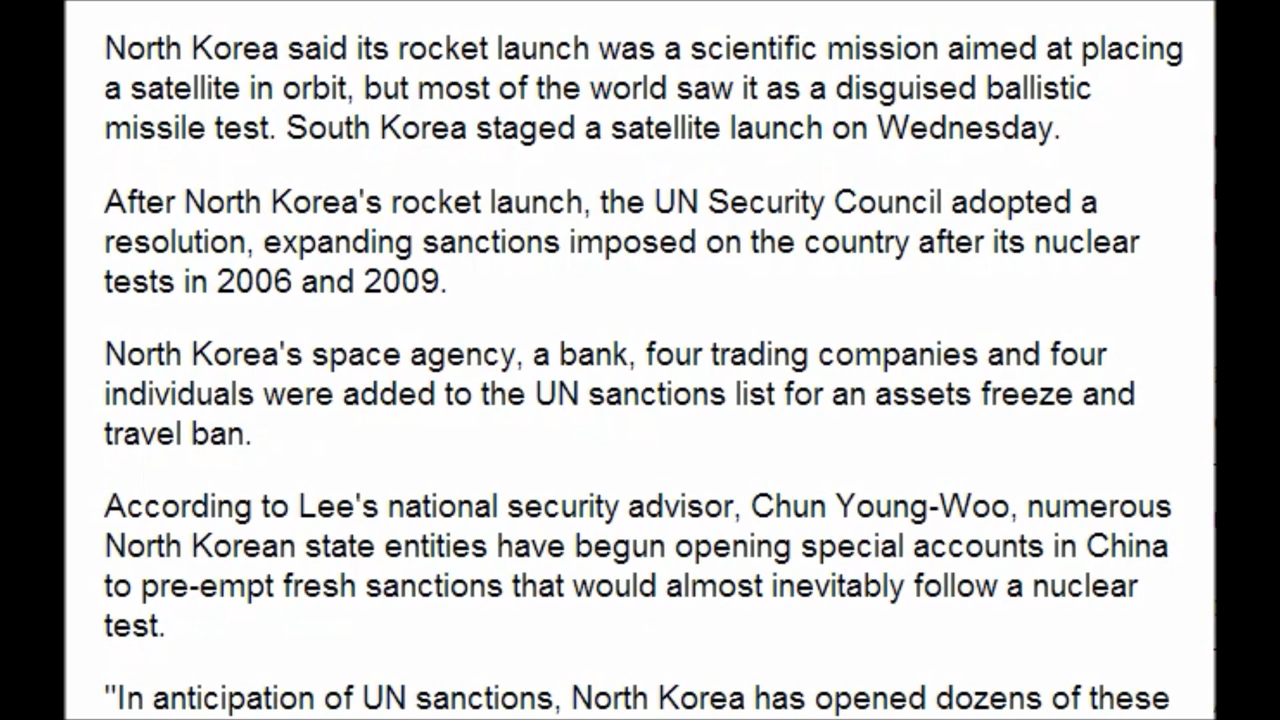 North Korea said its rocket launch was a scientific mission aimed at placing
a satellite in orbit, but most of the world saw it as a disguised ballistic
missile test. South Korea staged a satellite launch on Wednesday.
After North Korea's rocket launch, the UN Security Council adopted a
resolution, expanding sanctions imposed on the country after its nuclear
tests in 2006 and 2009.
North Korea's space agency, a bank, four trading companies and four
individuals were added to the UN sanctions list for an assets freeze and
travel ban.
According to Lee's national security advisor, Chun Young-Woo, numerous
North Korean state entities have begun opening special accounts in China
to pre-empt fresh sanctions that would almost inevitably follow a nuclear
test.
"In anticipation of UN sanctions, North Korea has opened dozens of these